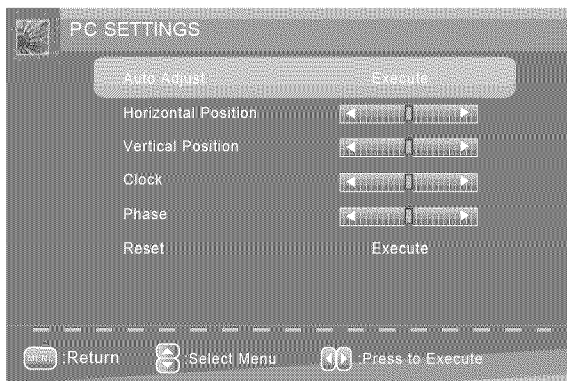 PC SETTINGS
Auto Adjust Execute
Horizontal Position
Vertical Position
Clock
Phase
Reset Execute
MENU :Return :Select Menu :Press to Execute